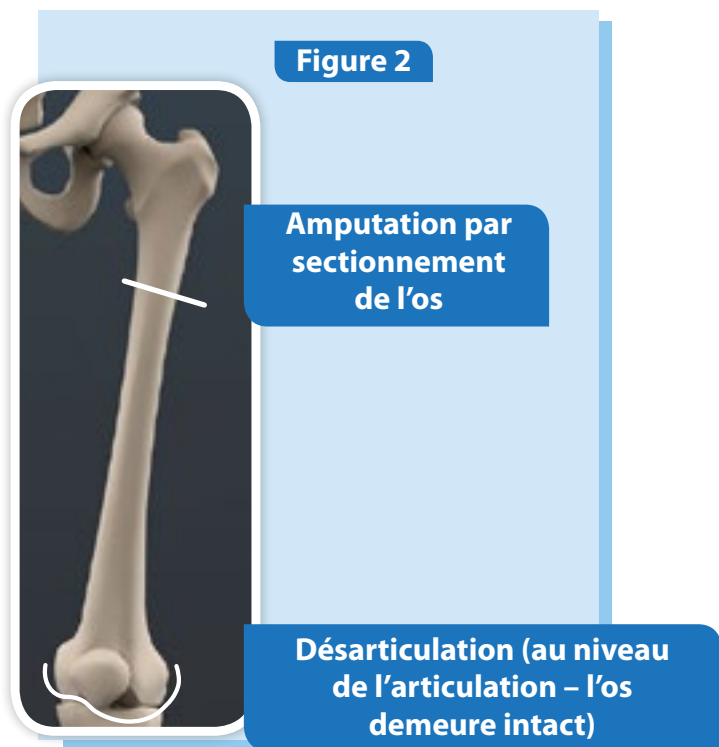 Figure 2
Amputation par
sectionnement
de l’os
Désarticulation (au niveau
de l’articulation – l’os
demeure intact)